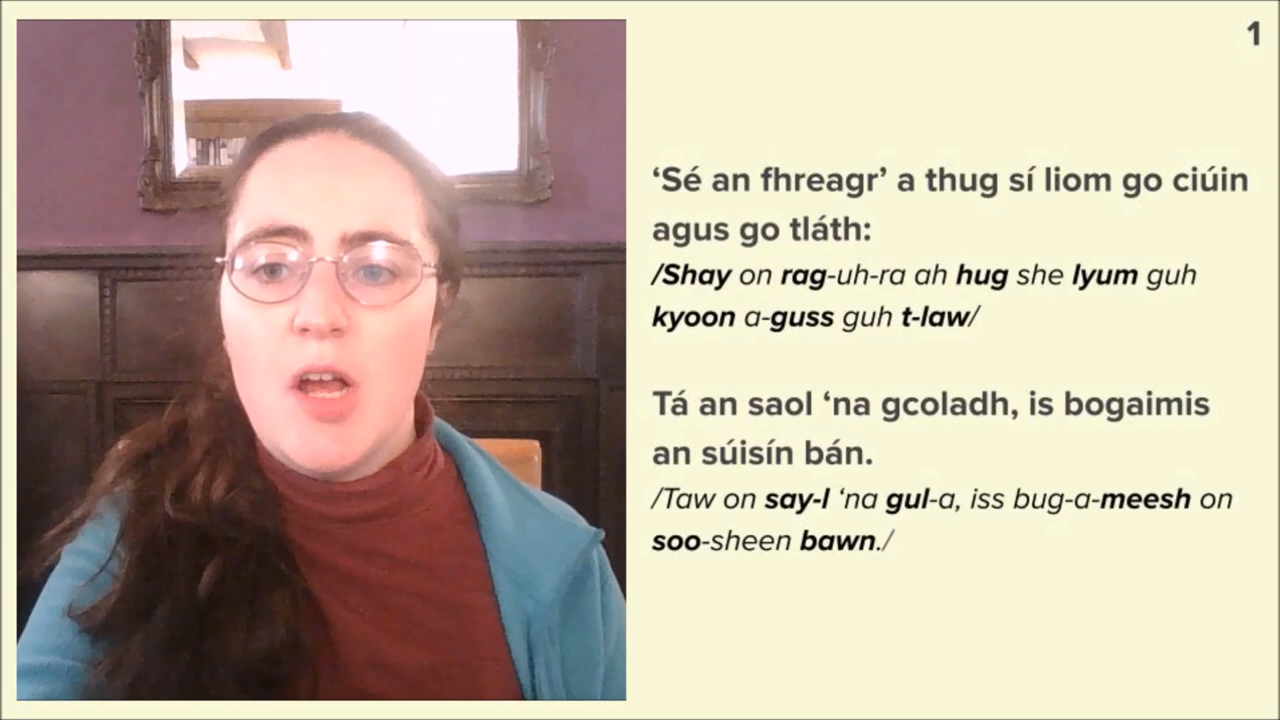 1
‘Sé an fhreagr’ a thug sí liom go ciúin
agus go tláth:
/Shay on rag-uh-ra ah hug she lyum guh
kyoon a-guss guh t-law/
Tá an saol ‘na gcoladh, is bogaimis
an súisín bán.
/Taw on say-l ‘na gul-a, iss bug-a-meesh on
soo-sheen bawn./